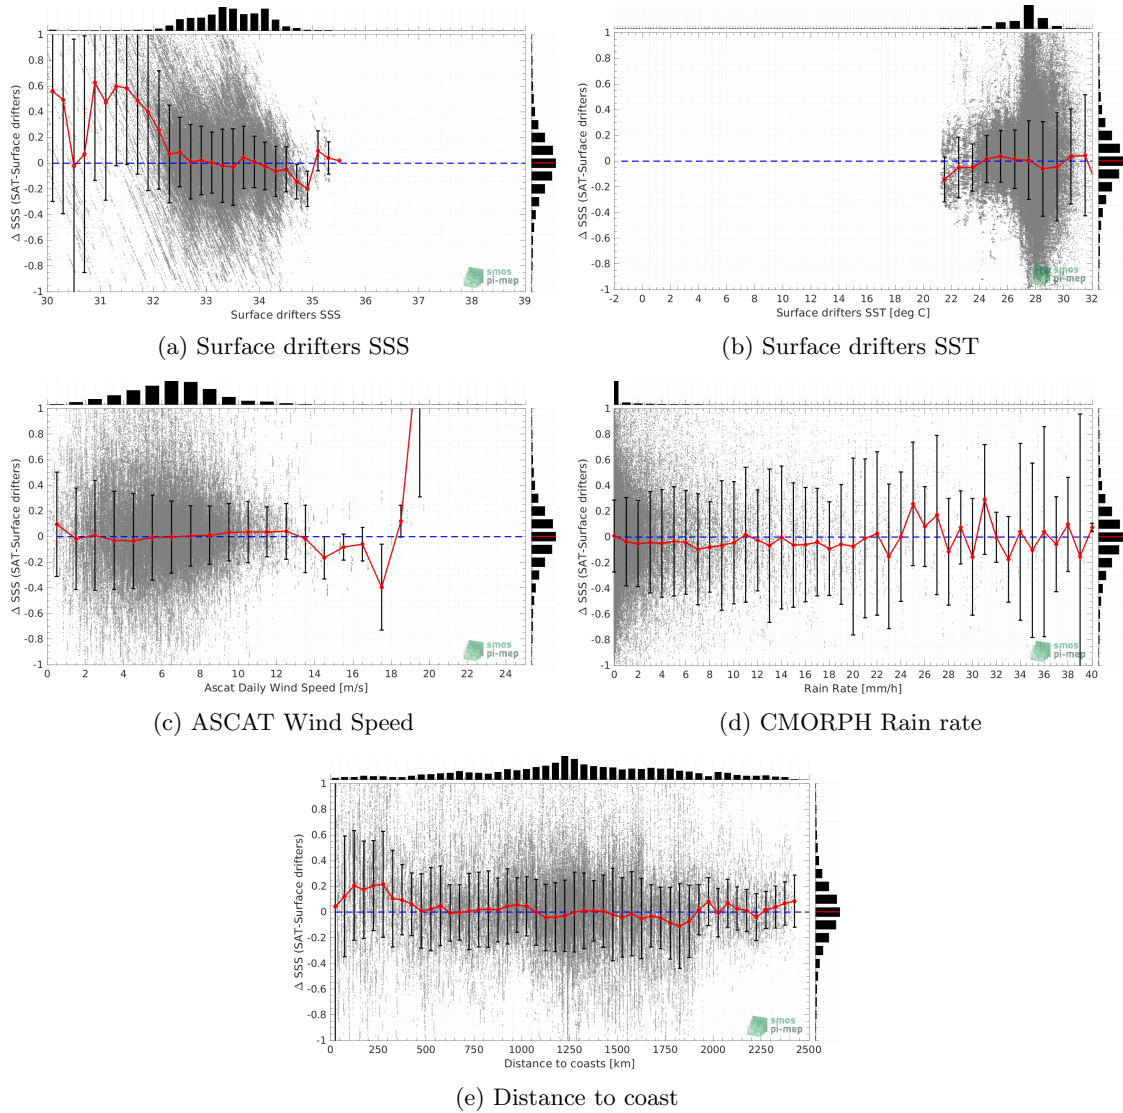 1
0.8
0.6
0.4
0.2
0
-0.2
-0.4
-0.6
-0.8
-1
Δ SSS (SAT-Surface drifters)
smos
pi-mep
30 31 32 33 34 35 36 37 38 39
Surface drifters SSS
(a) Surface drifters SSS
1
0.8
0.6
0.4
0.2
0
-0.2
-0.4
-0.6
-0.8
-1
Δ SSS (SAT-Surface drifters)
smos
pi-mep
-2 0 2 4 6 8 10 12 14 16 18 20 22 24 26 28 30 32
Surface drifters SST [deg C]
(b) Surface drifters SST
1
0.8
0.6
0.4
0.2
0
-0.2
-0.4
-0.6
-0.8
-1
Δ SSS (SAT-Surface drifters)
smos
pi-mep
0 2 4 6 8 10 12 14 16 18 20 22 24
Ascat Daily Wind Speed [m/s]
(c) ASCAT Wind Speed
1
0.8
0.6
0.4
0.2
0
-0.2
-0.4
-0.6
-0.8
-1
Δ SSS (SAT-Surface drifters)
smos
pi-mep
0 2 4 6 8 10 12 14 16 18 20 22 24 26 28 30 32 34 36 38 40
Rain Rate [mm/h]
(d) CMORPH Rain rate
1
0.8
0.6
0.4
0.2
0
-0.2
-0.4
-0.6
-0.8
-1
Δ SSS (SAT-Surface drifters)
smos
pi-mep
0 250 500 750 1000 1250 1500 1750 2000 2250 2500
Distance to coasts [km]
(e) Distance to coast